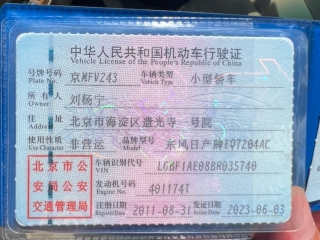 中华人民共和国机动车行驶证
Vehicle License of the People's Republic of China
号牌号码 京MFV243 车辆类型 小型轿车
Plate No. Vehicle Type
所有人 刘杨宁
Owner
住址 北京市海淀区遗光寺一号院
Address
使用性质 非营运 品牌型号 东风日产牌EQ7204AC
Use Character Model
北京市公
安局公安
交通管理局
车辆识别代号 LGBF1AE08BR035740
VIN
发动机号码 401174T
Engine No.
注册日期 2011-08-31 发证日期 2023-06-03
Register Date Issue Date